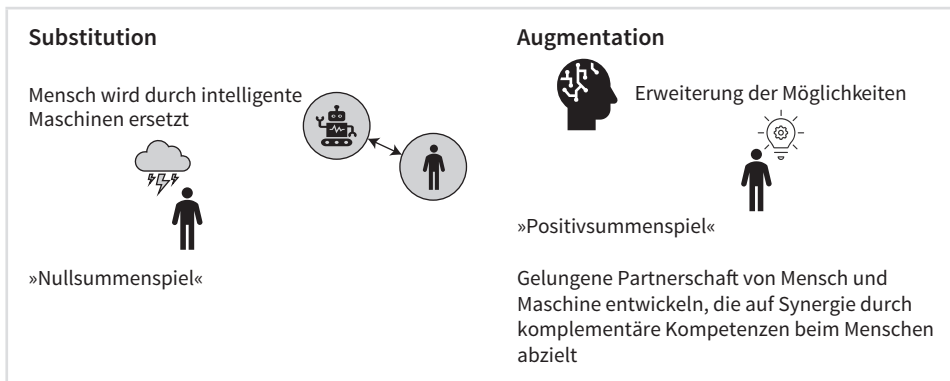 Substitution
Mensch wird durch intelligente
Maschinen ersetzt
»Nullsummenspiel«
Augmentation
Erweiterung der Möglichkeiten
»Positivsummenspiel«
Gelungene Partnerschaft von Mensch und
Maschine entwickeln, die auf Synergie durch
komplementäre Kompetenzen beim Menschen
abzielt